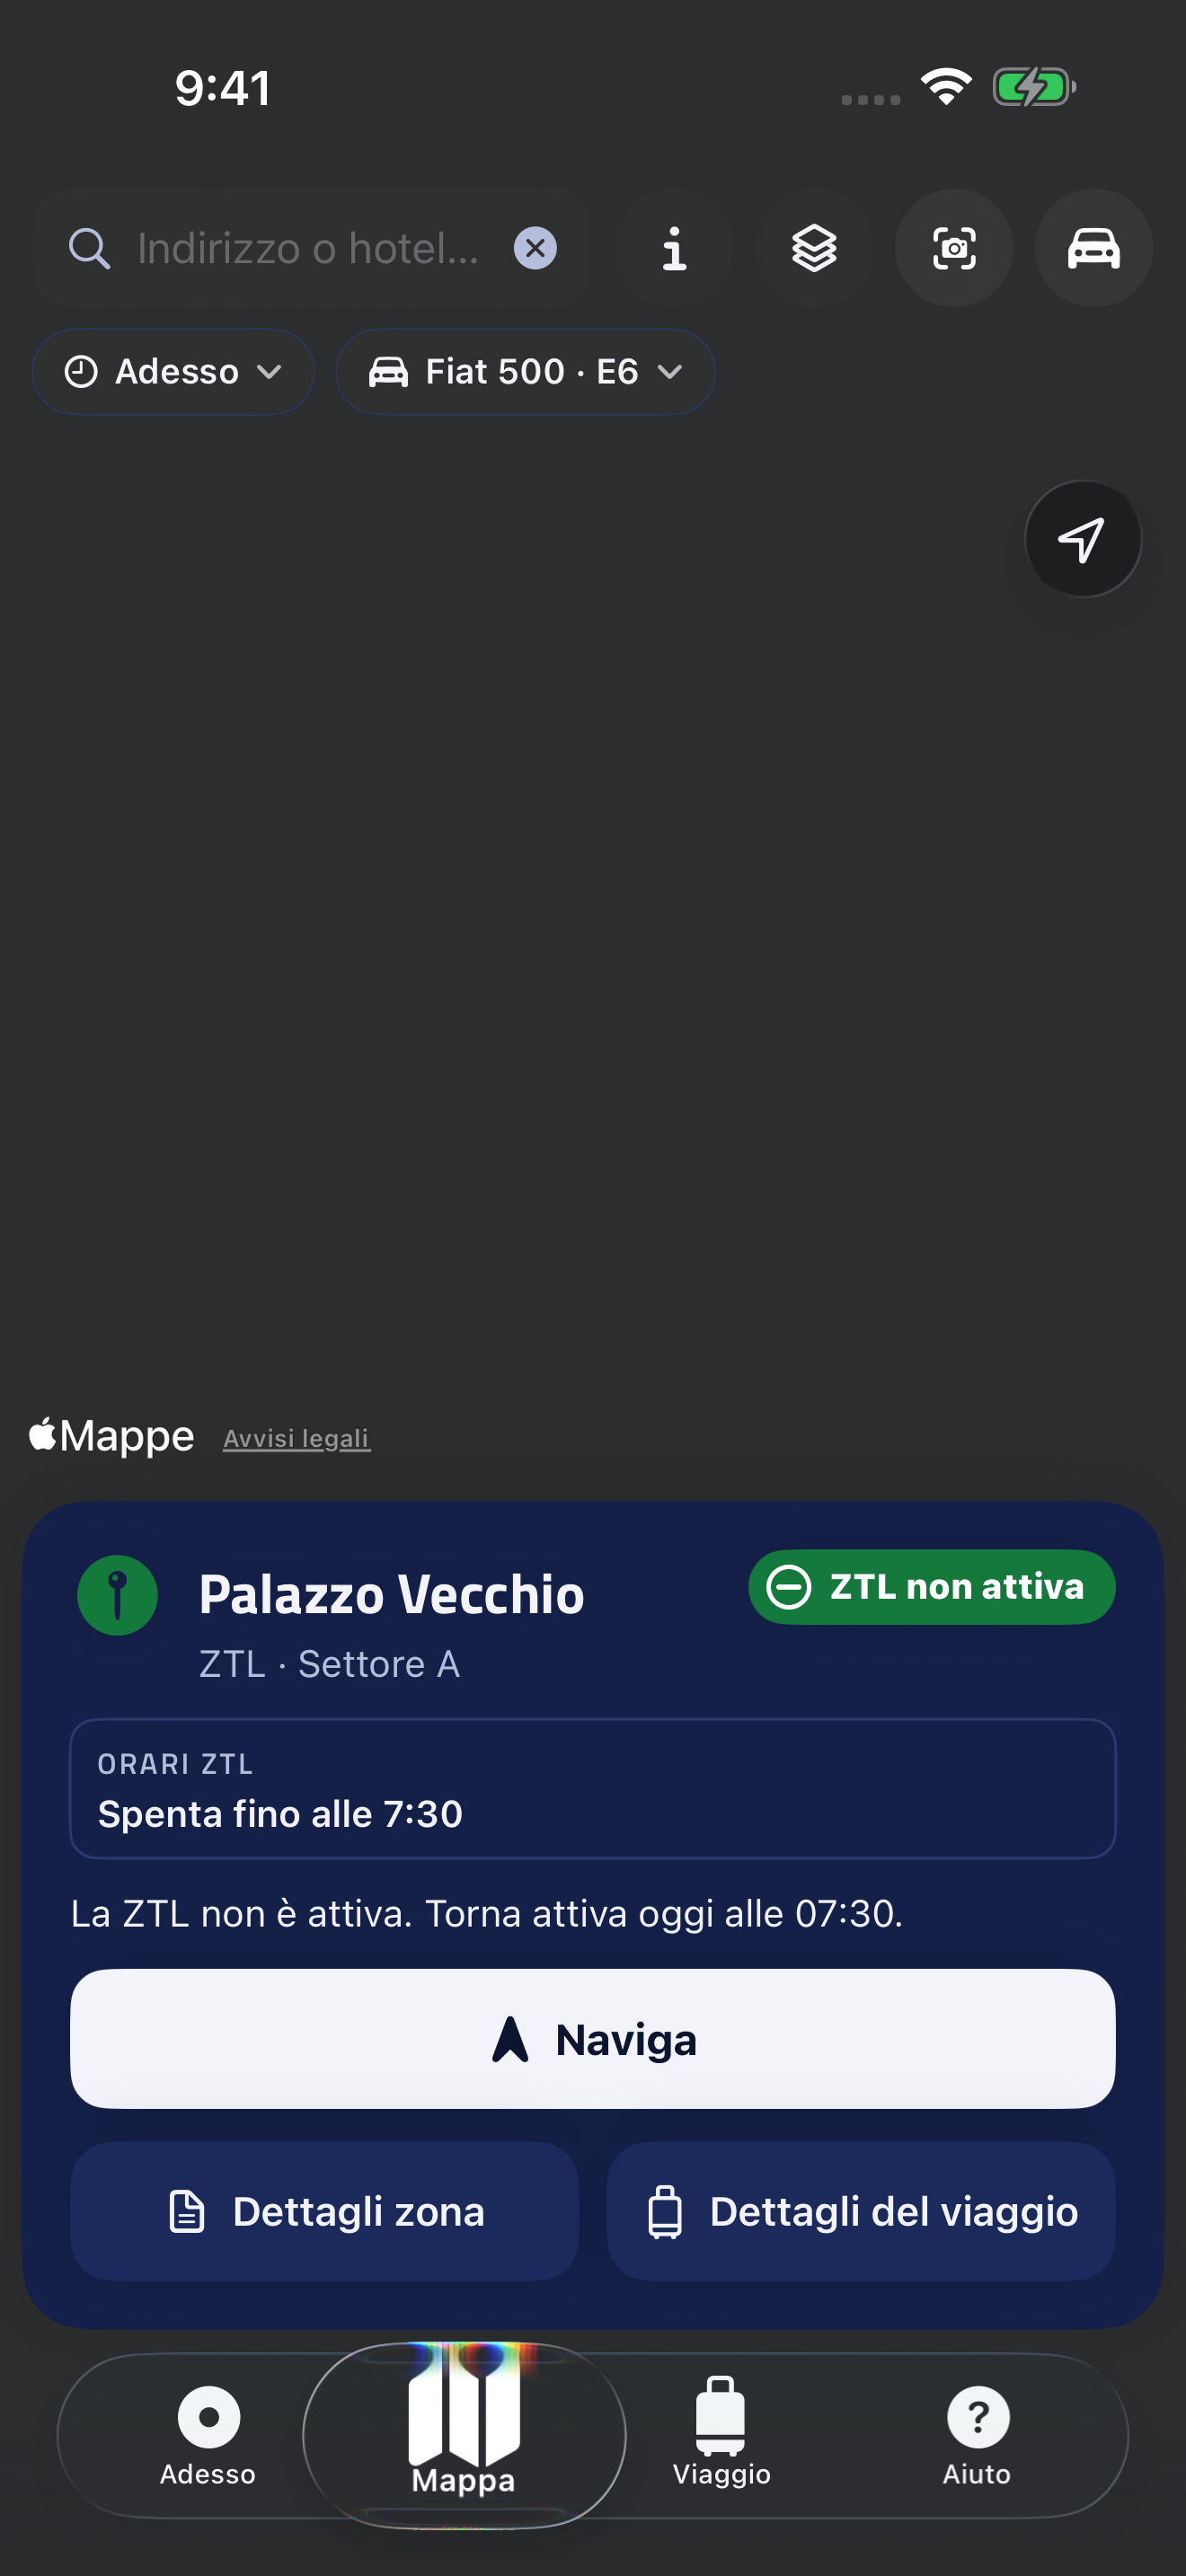 9:41
Indirizzo o hotel...
Adesso
Fiat 500 · E6
Mappe Avvisi legali
Palazzo Vecchio
ZTL non attiva
ZTL · Settore A
ORARI ZTL
Spenta fino alle 7:30
La ZTL non è attiva. Torna attiva oggi alle 07:30.
Naviga
Dettagli zona
Dettagli del viaggio
Adesso
Mappa
Viaggio
Aiuto